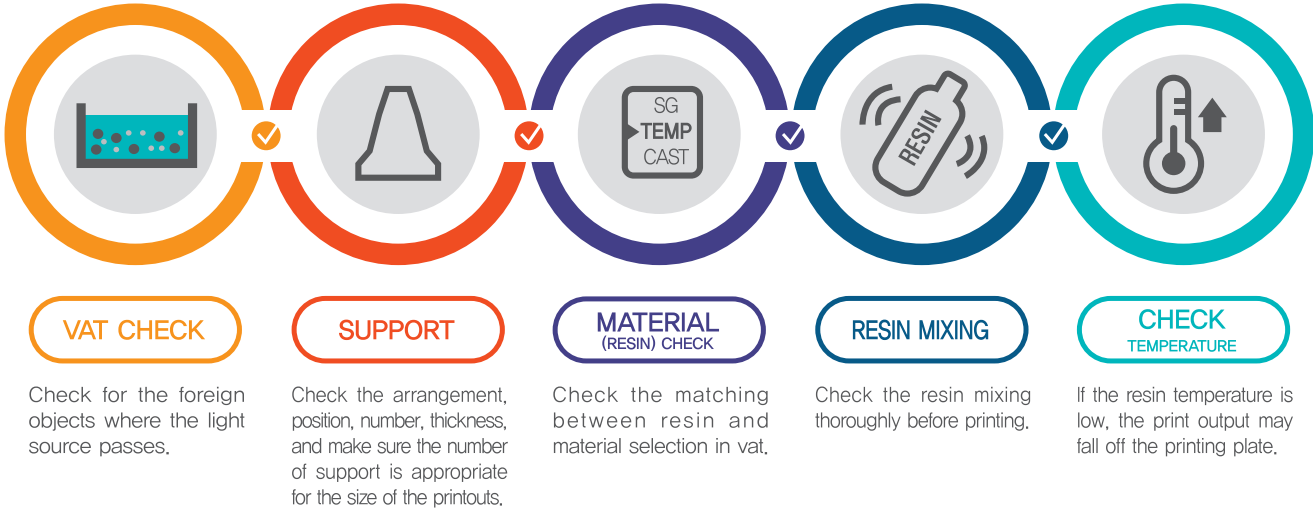 SG
TEMP
CAST
RESIN
VAT CHECK
Check for the foreign
objects where the light
source passes.
SUPPORT
Check the arrangement,
position, number, thickness,
and make sure the number
of support is appropriate
for the size of the printouts.
MATERIAL
(RESIN) CHECK
Check the matching
between resin and
material selection in vat.
RESIN MIXING
Check the resin mixing
thoroughly before printing.
CHECK
TEMPERATURE
If the resin temperature is
low, the print output may
fall off the printing plate.